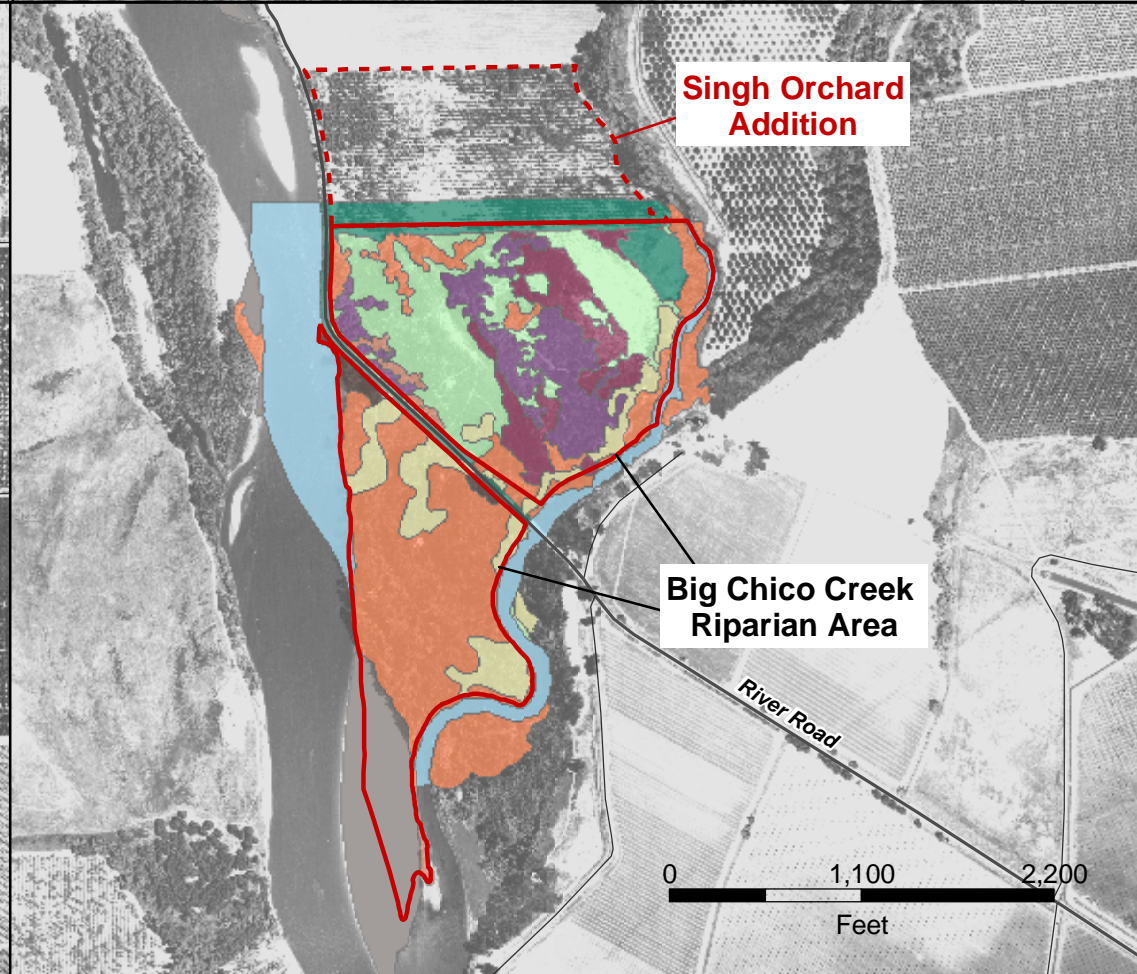 Singh Orchard
Addition
Big Chico Creek
Riparian Area
River Road
0 1,100 2,200
Feet